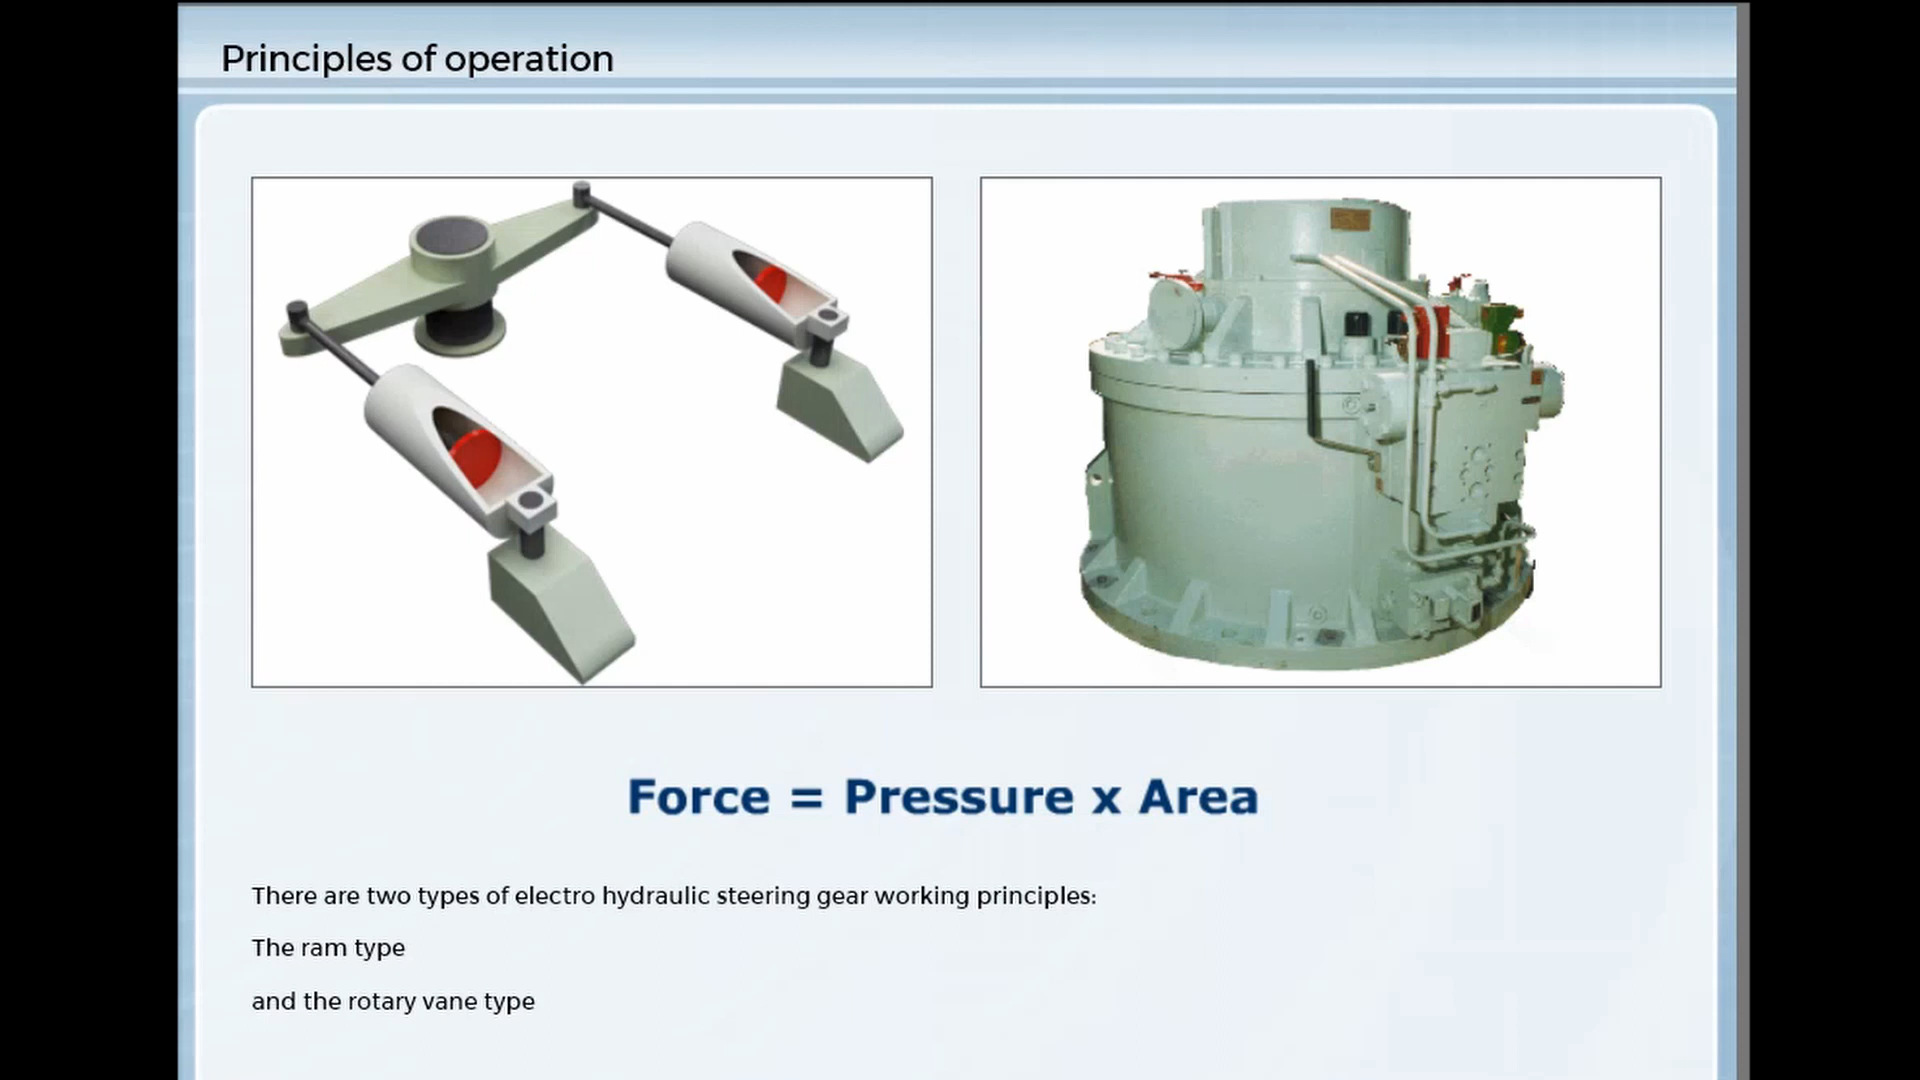 Principles of operation
Force = Pressure x Area
There are two types of electro hydraulic steering gear working principles:
The ram type
and the rotary vane type